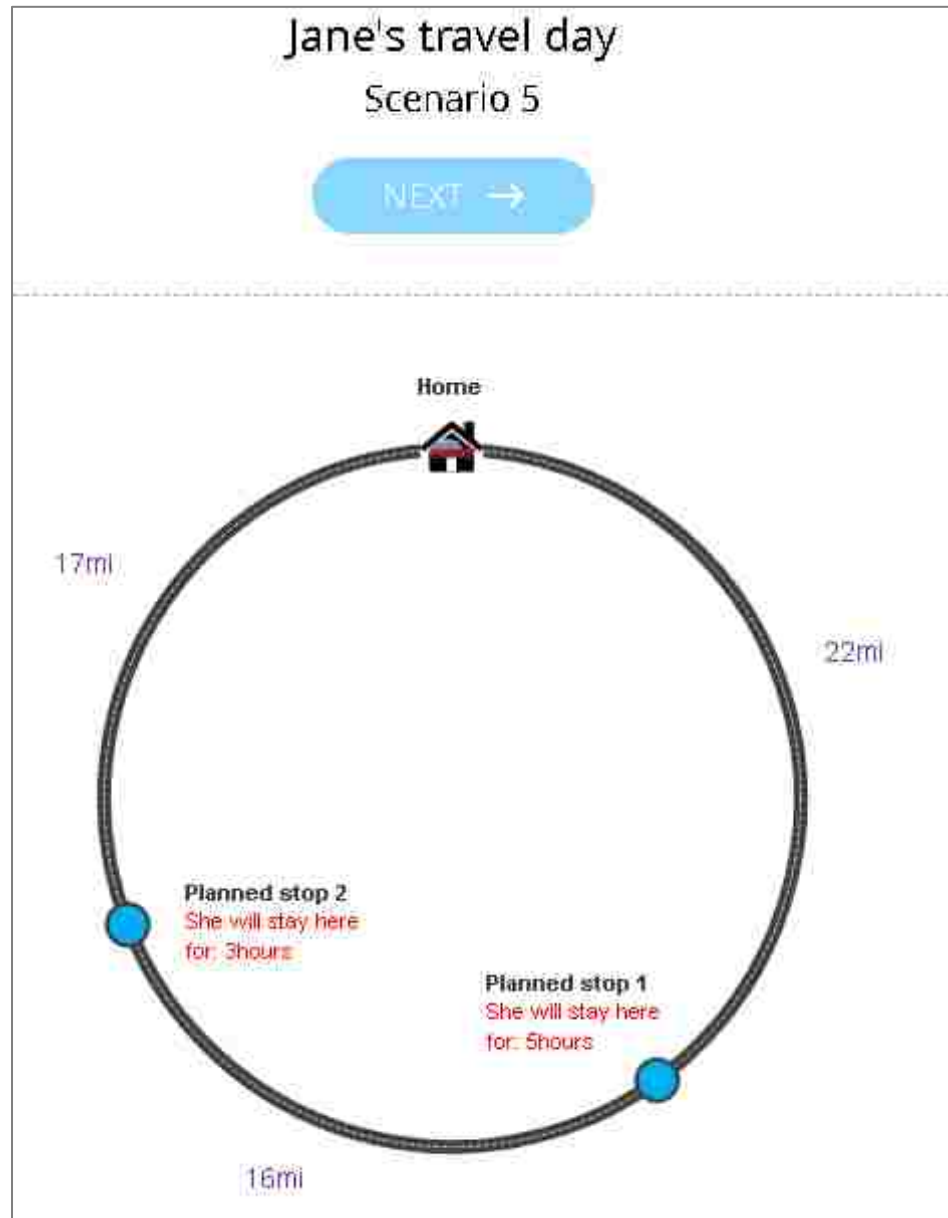 Jane's travel day
Scenario 5
NEXT →
Home
17mi
22mi
Planned stop 2
She will stay here
for: 3hours
Planned stop 1
She will stay here
for: 5hours
16mi